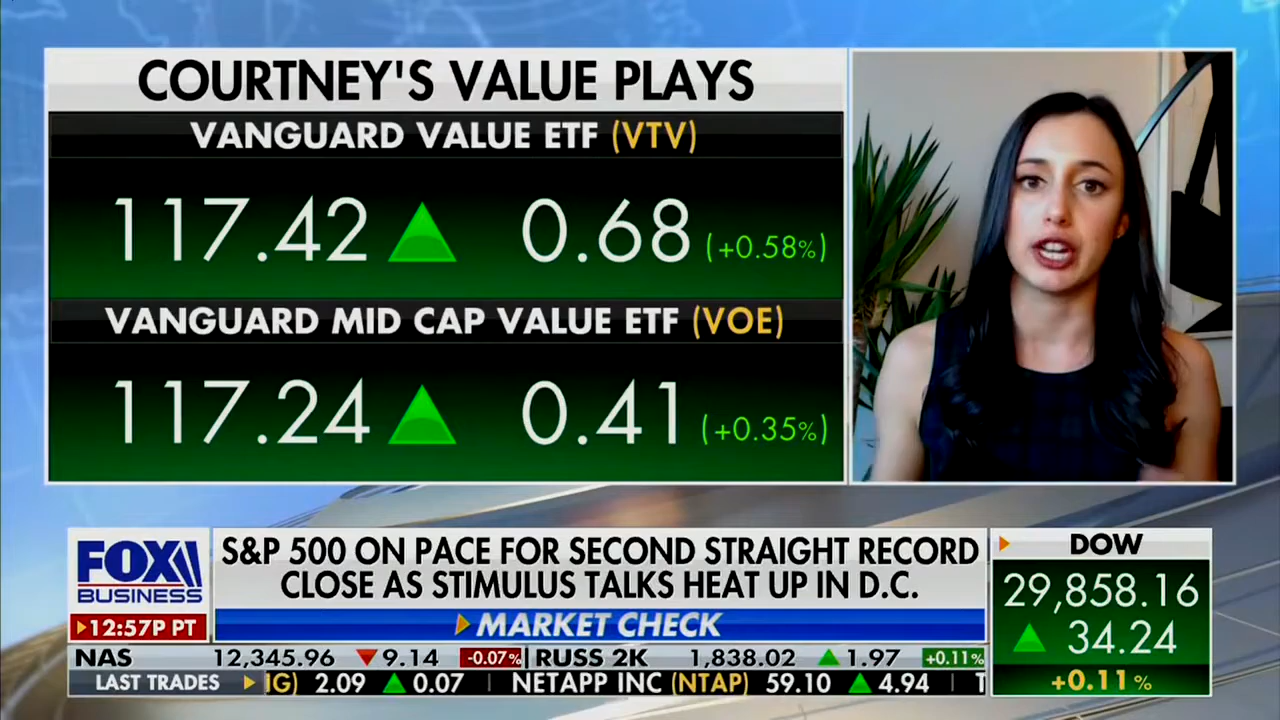 COURTNEY'S VALUE PLAYS
VANGUARD VALUE ETF (VTV)
117.42 ▲ 0.68 (+0.58%)
VANGUARD MID CAP VALUE ETF (VOE)
117.24 ▲ 0.41 (+0.35%)
FOX BUSINESS
12:57P PT
S&P 500 ON PACE FOR SECOND STRAIGHT RECORD
CLOSE AS STIMULUS TALKS HEAT UP IN D.C.
MARKET CHECK
DOW
29,858.16
▲ 34.24
+0.11%
NAS 12,345.96 ▼ 9.14 -0.07% RUSS 2K 1,838.02 ▲ 1.97 +0.11%
LAST TRADES IG) 2.09 ▲ 0.07 NETAPP INC (NTAP) 59.10 ▲ 4.94